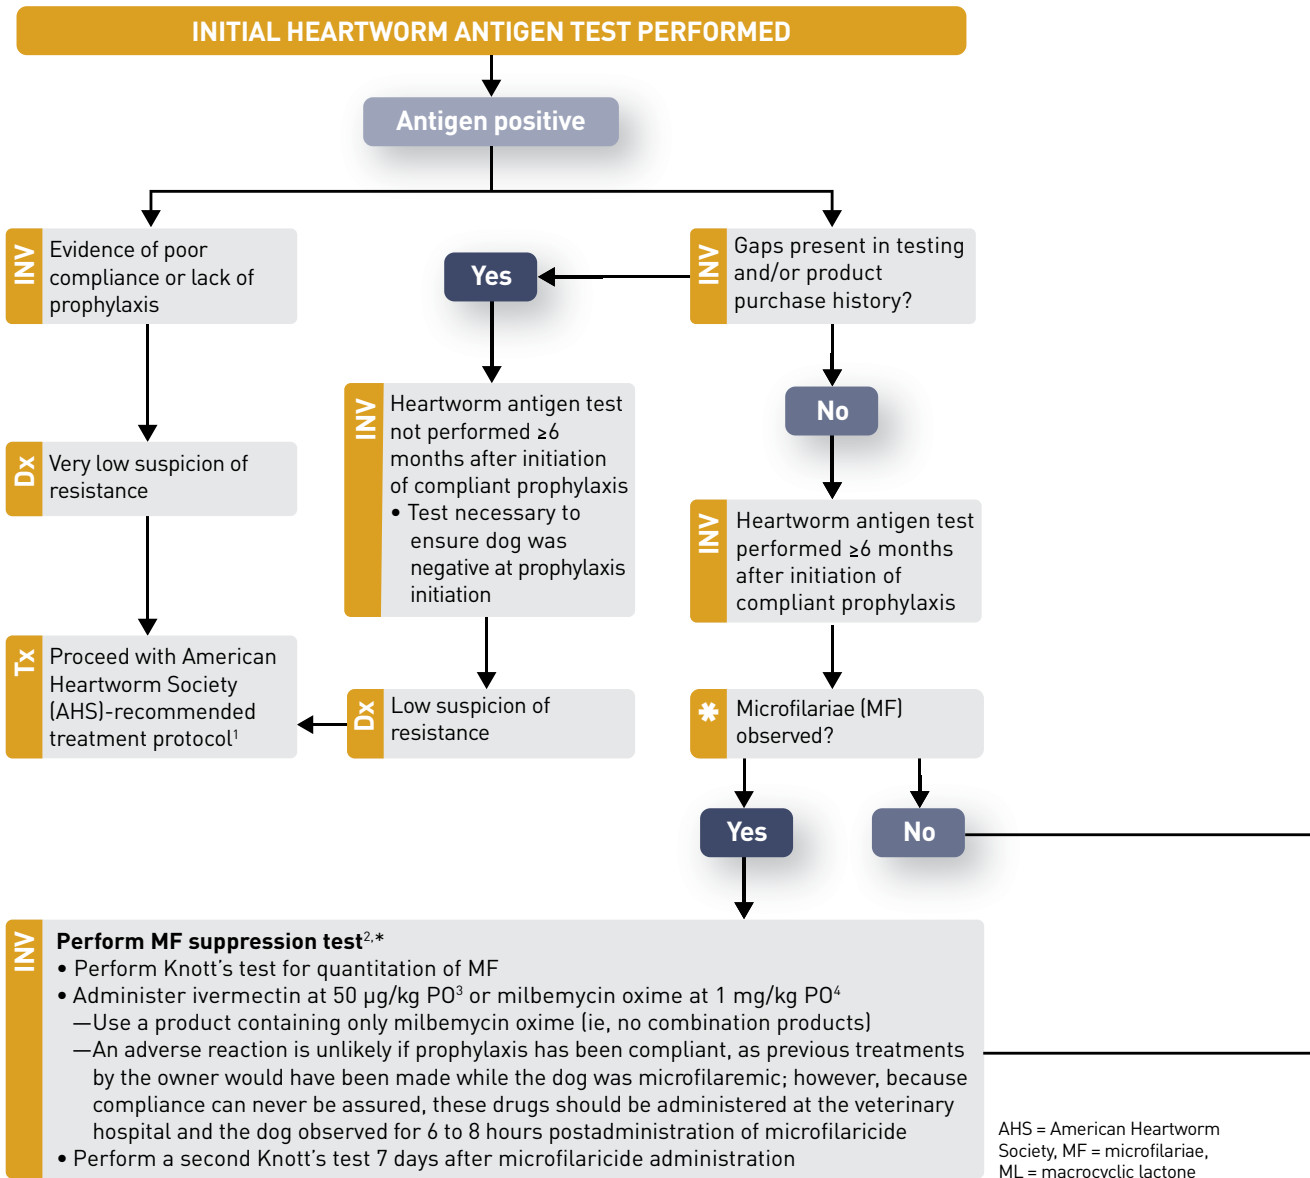 INITIAL HEARTWORM ANTIGEN TEST PERFORMED
Antigen positive
INV
Evidence of poor
compliance or lack of
prophylaxis
Yes
INV
Gaps present in testing
and/or product
purchase history?
INV
Heartworm antigen test
not performed ≥6
months after initiation
of compliant prophylaxis
• Test necessary to
ensure dog was
negative at prophylaxis
initiation
No
Dx
Very low suspicion of
resistance
INV
Heartworm antigen test
performed ≥6 months
after initiation of
compliant prophylaxis
Tx
Proceed with American
Heartworm Society
(AHS)-recommended
treatment protocol¹
Dx
Low suspicion of
resistance
*
Microfilariae (MF)
observed?
Yes
No
INV
Perform MF suppression test²,*
• Perform Knott's test for quantitation of MF
• Administer ivermectin at 50 µg/kg PO³ or milbemycin oxime at 1 mg/kg PO⁴
—Use a product containing only milbemycin oxime (ie, no combination products)
—An adverse reaction is unlikely if prophylaxis has been compliant, as previous treatments
by the owner would have been made while the dog was microfilaremic; however, because
compliance can never be assured, these drugs should be administered at the veterinary
hospital and the dog observed for 6 to 8 hours postadministration of microfilaricide
• Perform a second Knott's test 7 days after microfilaricide administration
AHS = American Heartworm
Society, MF = microfilariae,
ML = macrocyclic lactone